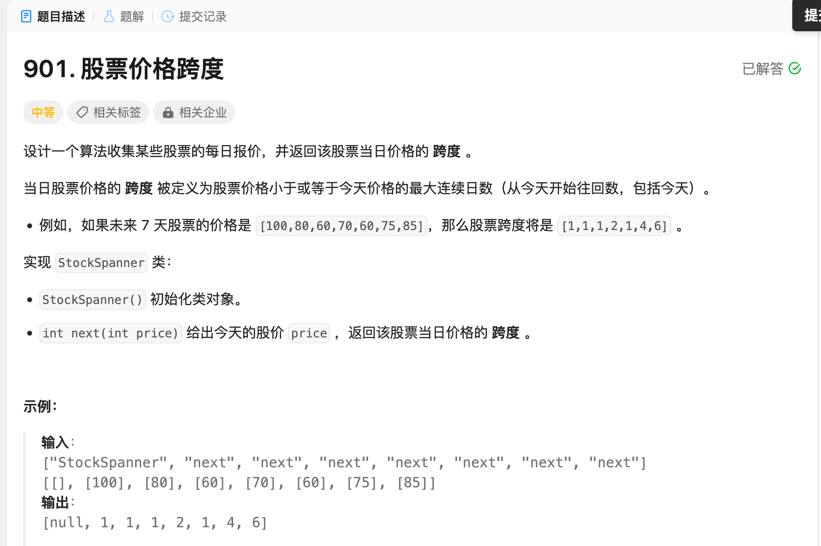 题目描述 题解 提交记录
901. 股票价格跨度
已解答
中等 相关标签 相关企业
设计一个算法收集某些股票的每日报价，并返回该股票当日价格的 跨度 。
当日股票价格的 跨度 被定义为股票价格小于或等于今天价格的最大连续日数（从今天开始往回数，包括今天）。
• 例如，如果未来 7 天股票的价格是 [100,80,60,70,60,75,85]，那么股票跨度将是 [1,1,1,2,1,4,6] 。
实现 StockSpanner 类：
• StockSpanner() 初始化类对象。
• int next(int price) 给出今天的股价 price ，返回该股票当日价格的 跨度 。
示例：
输入：
["StockSpanner", "next", "next", "next", "next", "next", "next", "next"]
[[], [100], [80], [60], [70], [60], [75], [85]]
输出：
[null, 1, 1, 1, 2, 1, 4, 6]